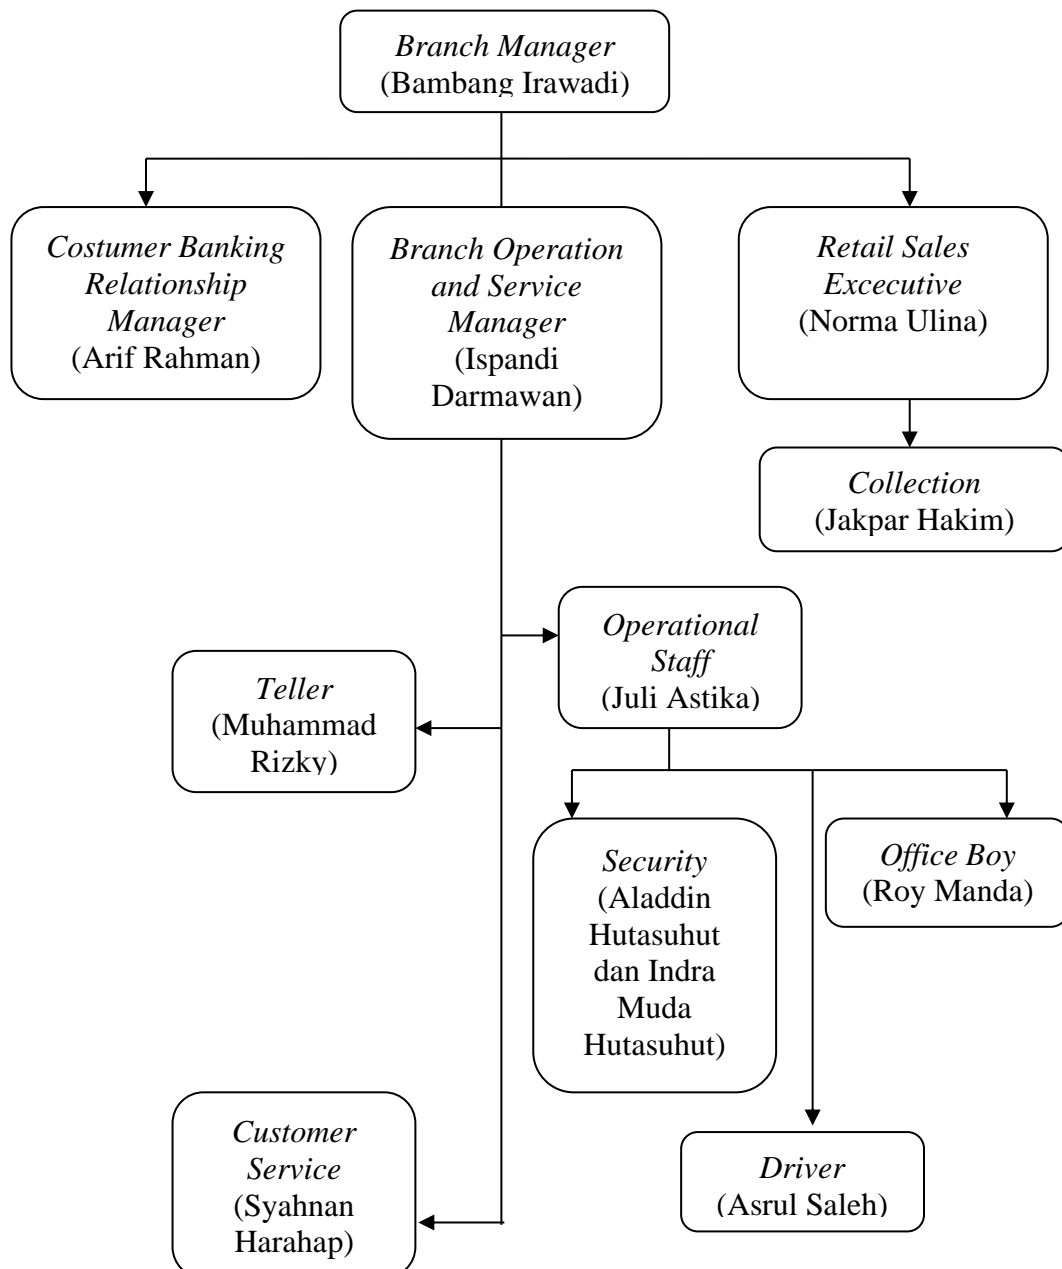 Branch Manager
(Bambang Irawadi)
Costumer Banking
Relationship
Manager
(Arif Rahman)
Branch Operation
and Service
Manager
(Ispandi
Darmawan)
Retail Sales
Excecutive
(Norma Ulina)
Collection
(Jakpar Hakim)
Operational
Staff
(Juli Astika)
Teller
(Muhammad
Rizky)
Security
(Aladdin
Hutasuhut
dan Indra
Muda
Hutasuhut)
Office Boy
(Roy Manda)
Customer
Service
(Syahnan
Harahap)
Driver
(Asrul Saleh)